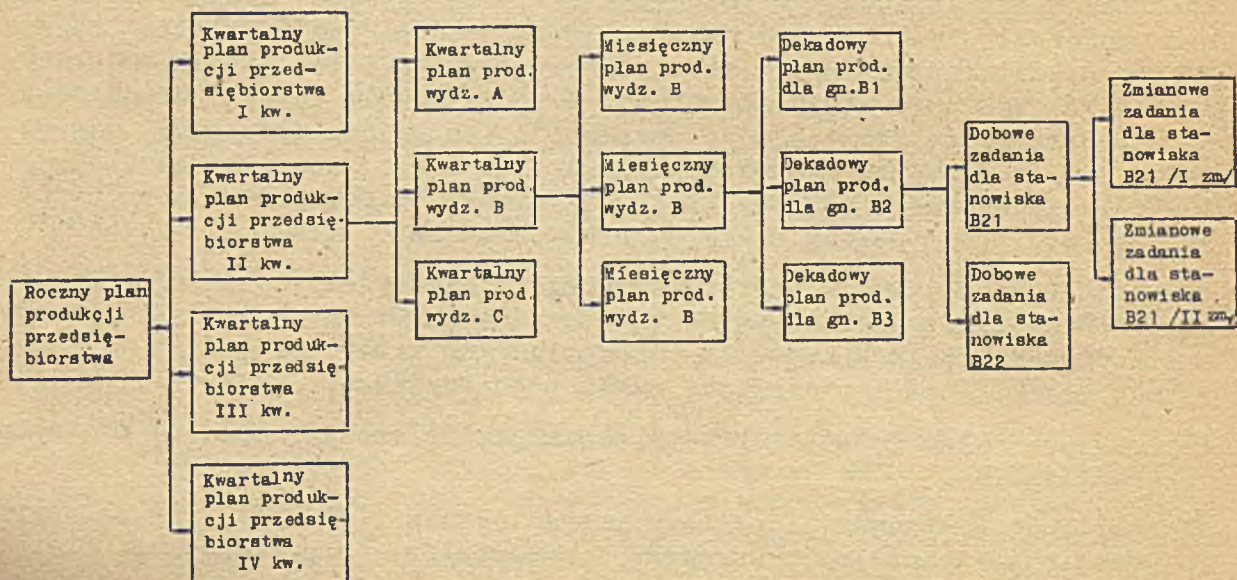 Roczny plan
produkcji
przedsię-
biorstwa
Kwartalny
plan produk-
cji przed-
siębiorstwa
I kw.
Kwartalny
plan produk-
cji przedsię-
biorstwa
II kw.
Kwartalny
plan produk-
cji przedsię-
biorstwa
III kw.
Kwartalny
plan produk-
cji przedsię-
biorstwa
IV kw.
Kwartalny
plan prod.
wydz. A
Kwartalny
plan prod.
wydz. B
Kwartalny
plan prod.
wydz. C
Miesięczny
plan prod.
wydz. B
Miesięczny
plan prod.
wydz. B
Miesięczny
plan prod.
wydz. B
Dekadowy
plan prod.
dla gn.B1
Dekadowy
plan prod.
dla gn. B2
Dekadowy
plan prod.
dla gn. B3
Dobowe
zadania
dla sta-
nowiska
B21
Dobowe
zadania
dla sta-
nowiska
B22
Zmianowe
zadania
dla sta-
nowiska
B21 /I zm/
Zmianowe
zadania
dla sta-
nowiska
B21 /II zm/